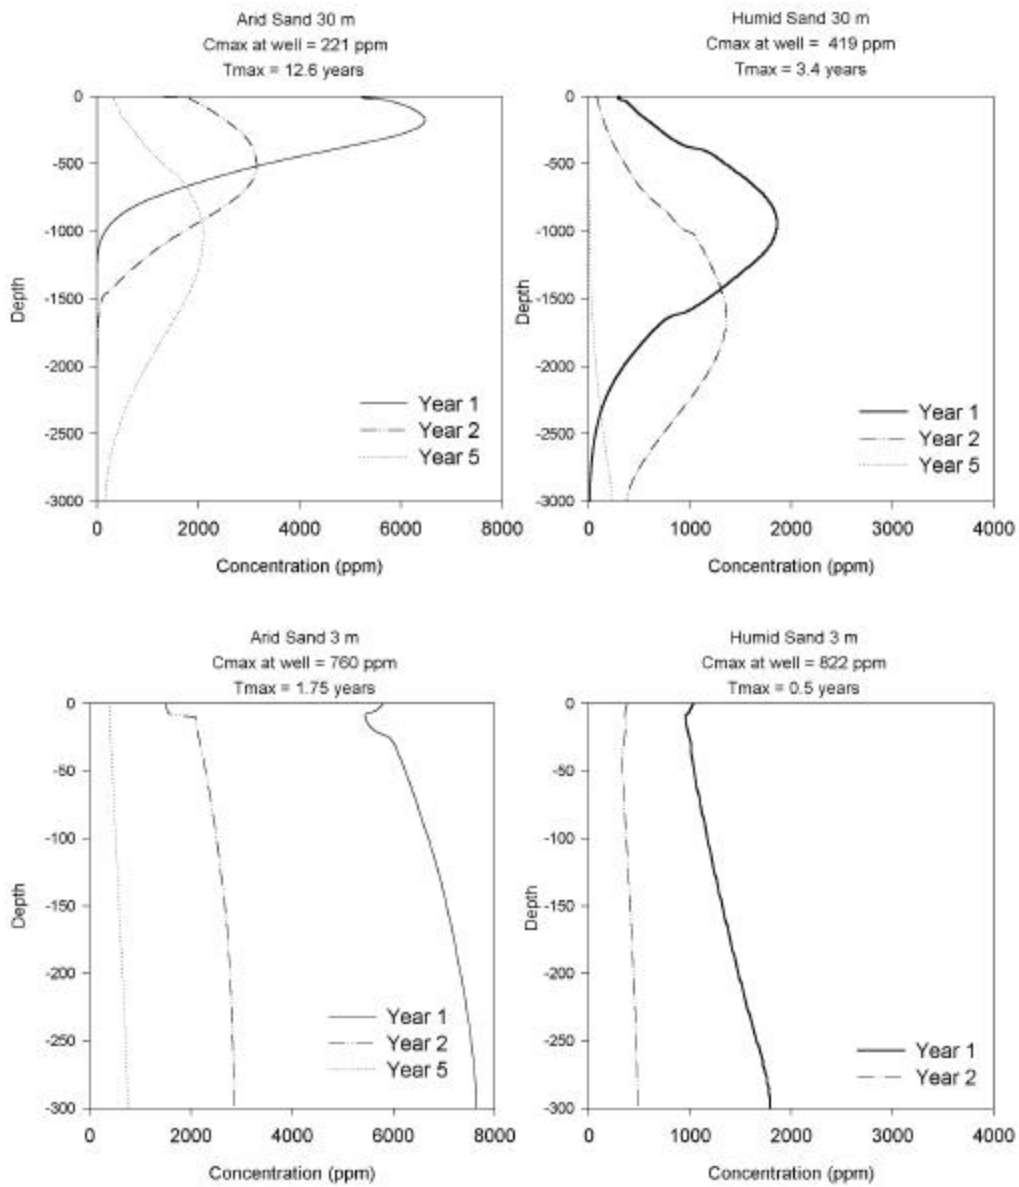 Arid Sand 30 m
Cmax at well = 221 ppm
Tmax = 12.6 years
0
-500
-1000
-1500
-2000
-2500
-3000
Depth
Year 1
Year 2
Year 5
0 2000 4000 6000 8000
Concentration (ppm)
Humid Sand 30 m
Cmax at well = 419 ppm
Tmax = 3.4 years
0
-500
-1000
-1500
-2000
-2500
-3000
Depth
Year 1
Year 2
Year 5
0 1000 2000 3000 4000
Concentration (ppm)
Arid Sand 3 m
Cmax at well = 760 ppm
Tmax = 1.75 years
0
-50
-100
-150
-200
-250
-300
Depth
Year 1
Year 2
Year 5
0 2000 4000 6000 8000
Concentration (ppm)
Humid Sand 3 m
Cmax at well = 822 ppm
Tmax = 0.5 years
0
-50
-100
-150
-200
-250
-300
Depth
Year 1
Year 2
0 1000 2000 3000 4000
Concentration (ppm)